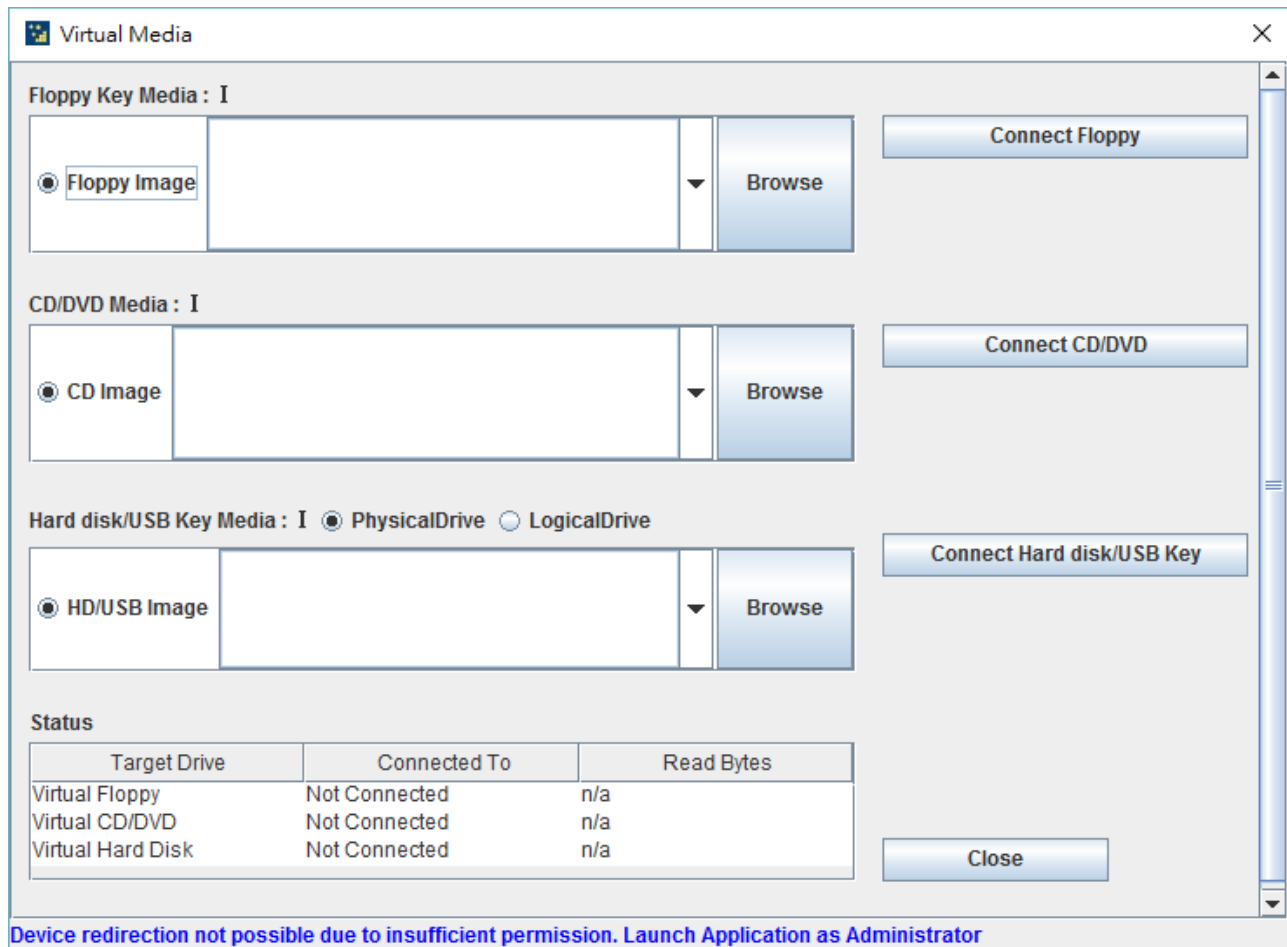 Virtual Media
Floppy Key Media : I
Connect Floppy
Floppy Image
Browse
CD/DVD Media : I
Connect CD/DVD
CD Image
Browse
Hard disk/USB Key Media : I PhysicalDrive LogicalDrive
Connect Hard disk/USB Key
HD/USB Image
Browse
Status
Target Drive Connected To Read Bytes
Virtual Floppy Not Connected n/a
Virtual CD/DVD Not Connected n/a
Virtual Hard Disk Not Connected n/a
Close
Device redirection not possible due to insufficient permission. Launch Application as Administrator